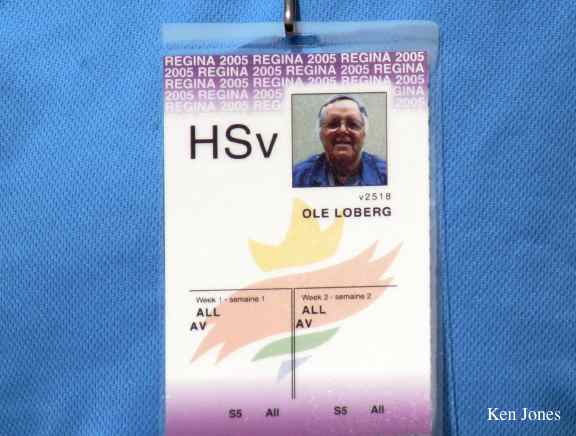 REGINA 2005 REGINA 2005 REGINA 2005
2005 REGINA 2005 REGINA 2005 REGINA
REGINA 2005 REGINA 2005 REGINA 2005
2005 REGINA 2005 REGINA
REGINA 2005 REGINA 2005
HSv
v2518
OLE LOBERG
Week 1 - semaine 1 Week 2 - semaine 2
ALL ALL
AV AV
S5 All S5 All
Ken Jones